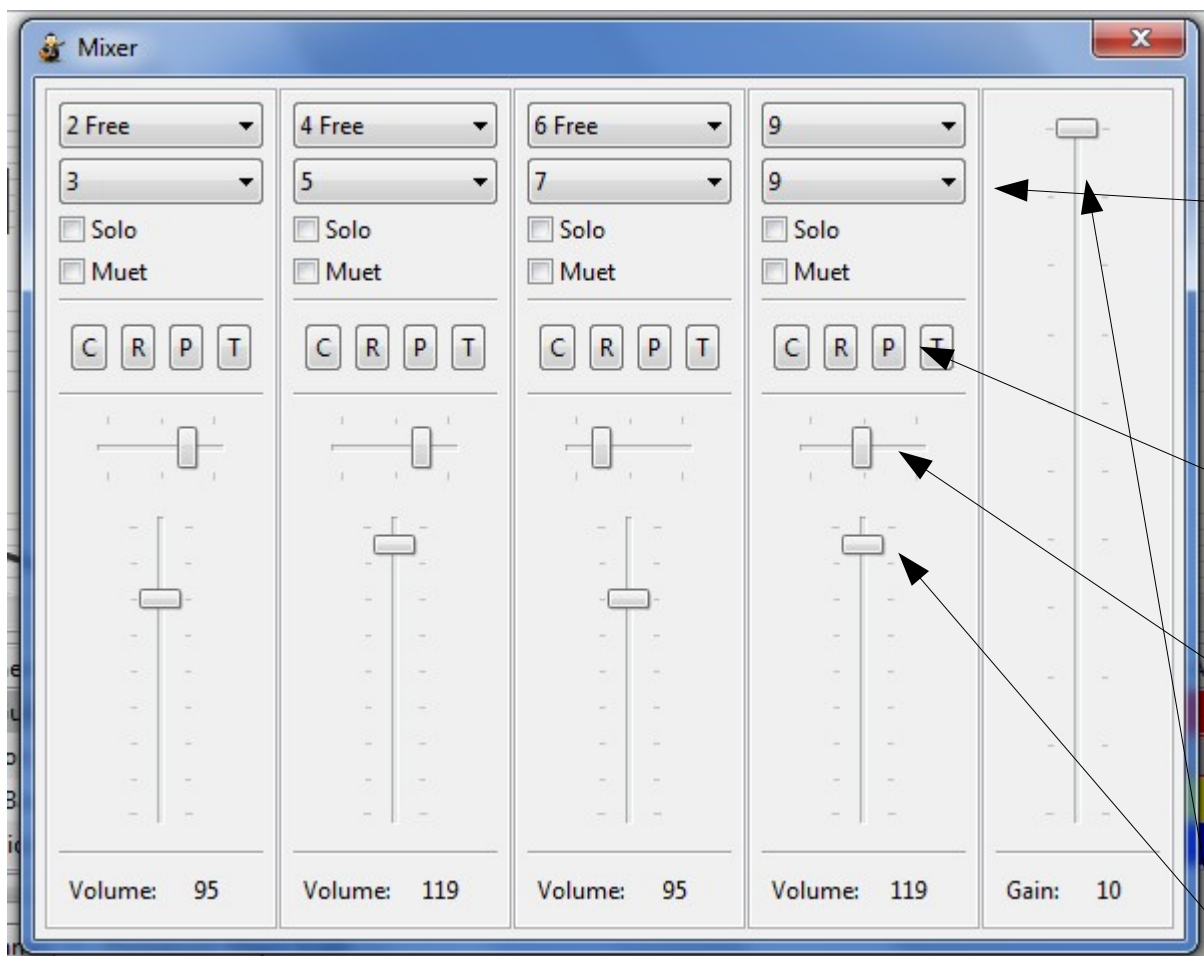 Mixer
X
2 Free 4 Free 6 Free 9
3 5 7 9
Solo Solo Solo Solo
Muet Muet Muet Muet
C R P T C R P T C R P T C R P T
Volume: 95 Volume: 119 Volume: 95 Volume: 119 Gain: 10